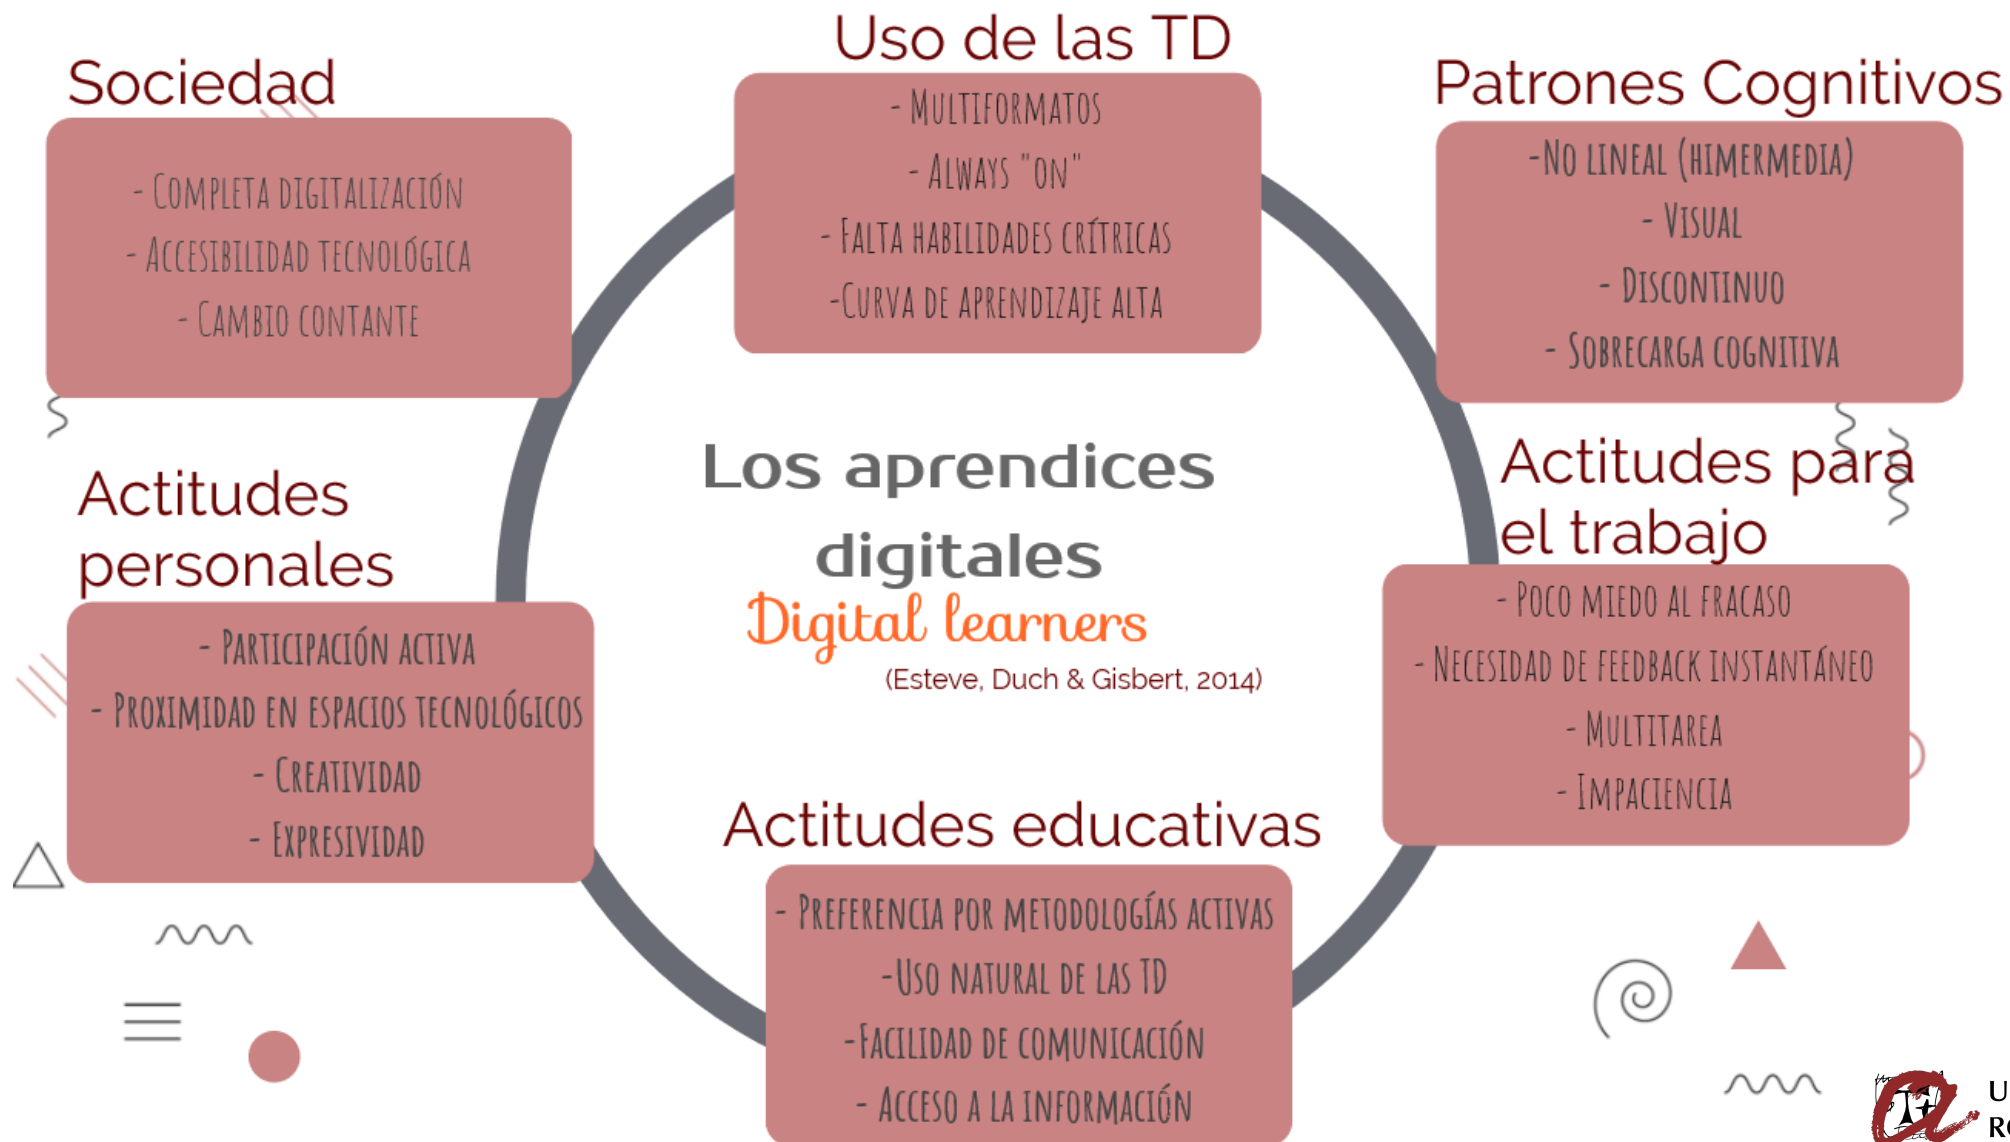 Uso de las TD
- Multiformatos
- Always "on"
- Falta habilidades crítricas
-Curva de aprendizaje alta
Sociedad
- Completa digitalización
- Accesibilidad tecnológica
- Cambio contante
Patrones Cognitivos
-No lineal (himermedia)
- Visual
- Discontinuo
- Sobrecarga cognitiva
Los aprendices
digitales
Digital learners
(Esteve, Duch & Gisbert, 2014)
Actitudes
personales
- Participación activa
- Proximidad en espacios tecnológicos
- Creatividad
- Expresividad
Actitudes para
el trabajo
- Poco miedo al fracaso
- Necesidad de feedback instantáneo
- Multitarea
- Impaciencia
Actitudes educativas
- Preferencia por metodologías activas
-Uso natural de las TD
-Facilidad de comunicación
- Acceso a la información